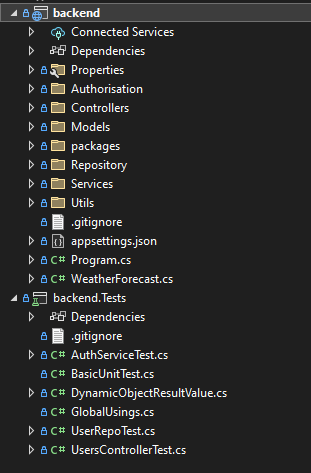 backend
Connected Services
Dependencies
Properties
Authorisation
Controllers
Models
packages
Repository
Services
Utils
.gitignore
appsettings.json
C# Program.cs
C# WeatherForecast.cs
backend.Tests
Dependencies
.gitignore
C# AuthServiceTest.cs
C# BasicUnitTest.cs
C# DynamicObjectResultValue.cs
C# GlobalUsings.cs
C# UserRepoTest.cs
C# UsersControllerTest.cs